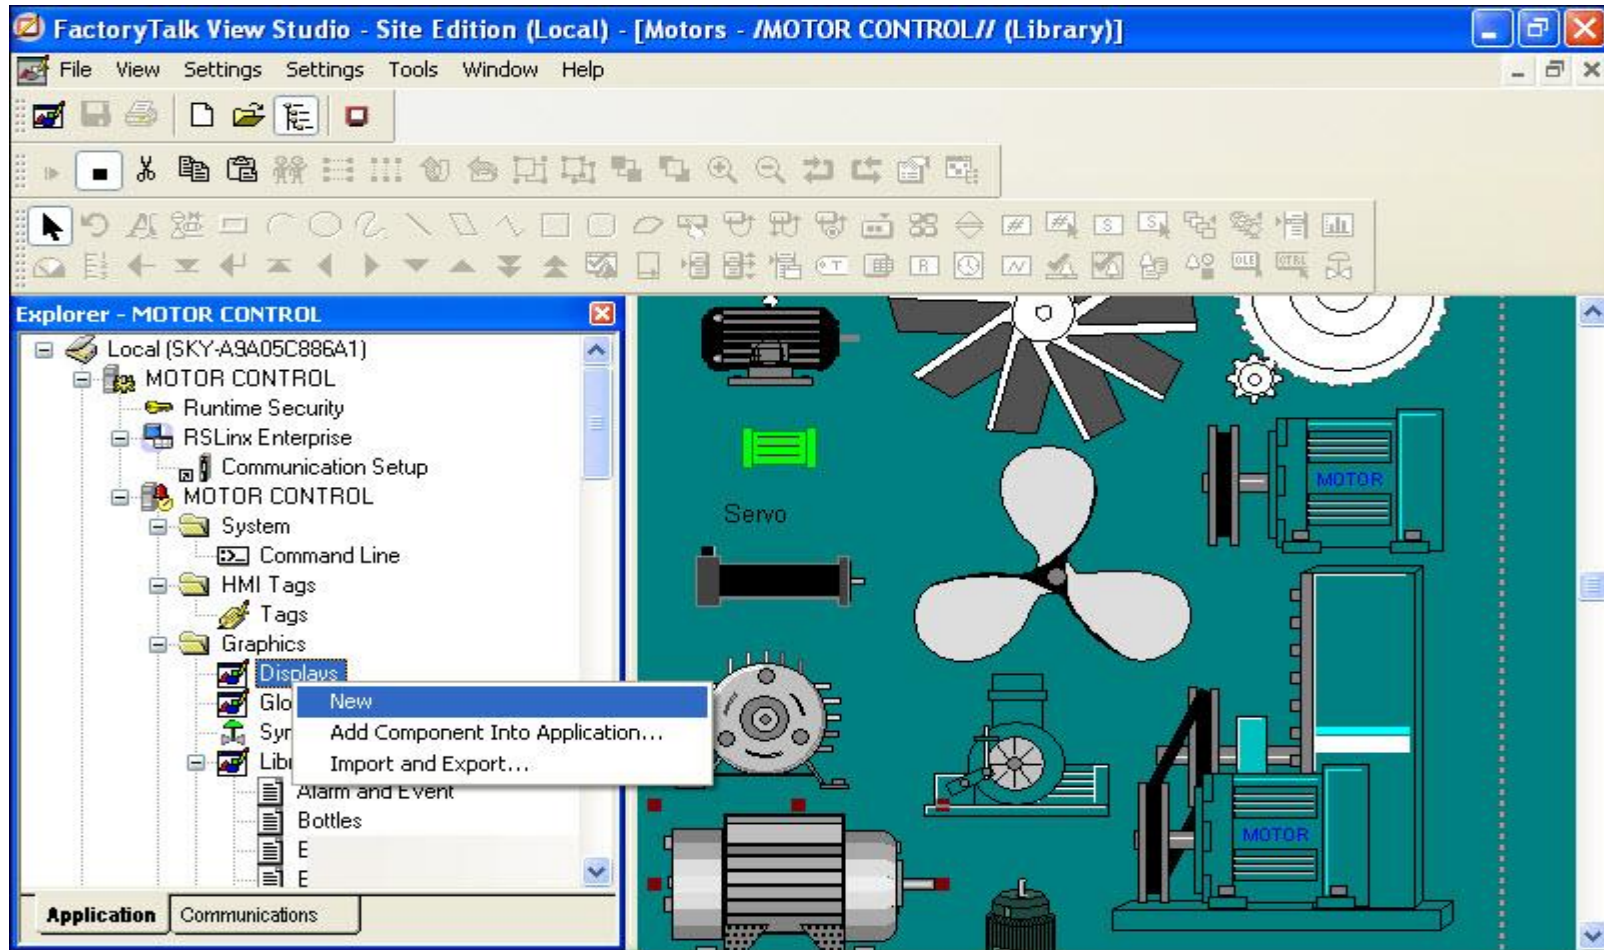 FactoryTalk View Studio - Site Edition (Local) - [Motors - /MOTOR CONTROL// (Library)]
File View Settings Settings Tools Window Help
Explorer - MOTOR CONTROL
Local (SKY-A9A05C886A1)
MOTOR CONTROL
Runtime Security
RSLinx Enterprise
Communication Setup
MOTOR CONTROL
System
Command Line
HMI Tags
Tags
Graphics
Displays
Glo
New
Add Component Into Application...
Import and Export...
Alarm and Event
Bottles
E
E
Application Communications
Servo
MOTOR
MOTOR